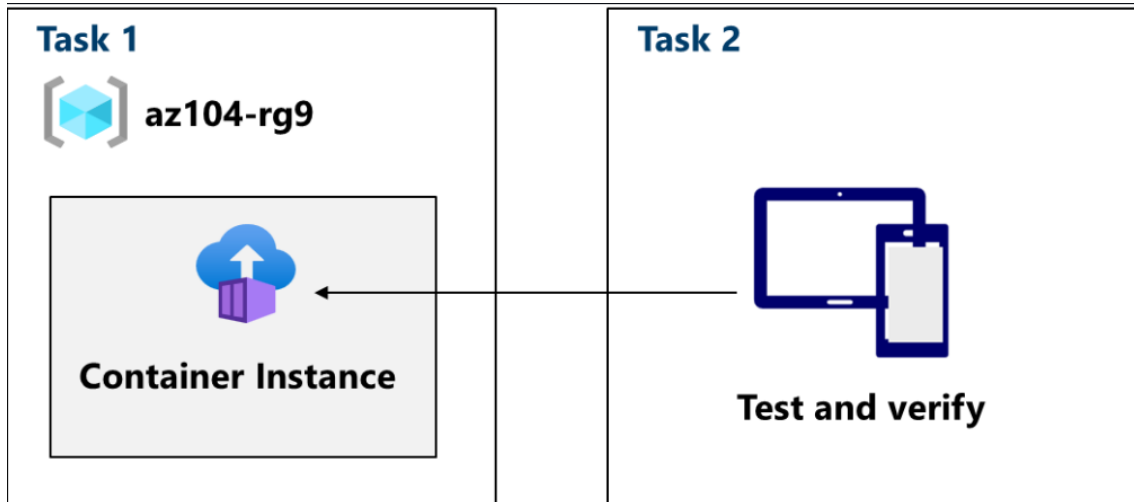 Task 1
az104-rg9
Container Instance
Task 2
Test and verify